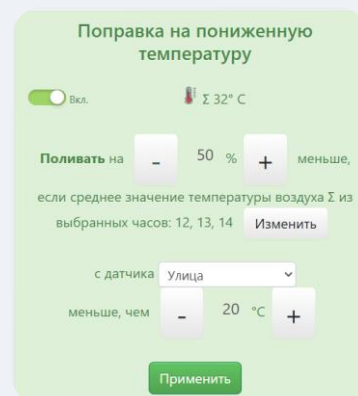 Поправка на пониженную
температуру
Вкл.
Σ 32° C
Поливать на - 50 % + меньше,
если среднее значение температуры воздуха Σ из
выбранных часов: 12, 13, 14 Изменить
с датчика Улица
меньше, чем - 20 °C +
Применить